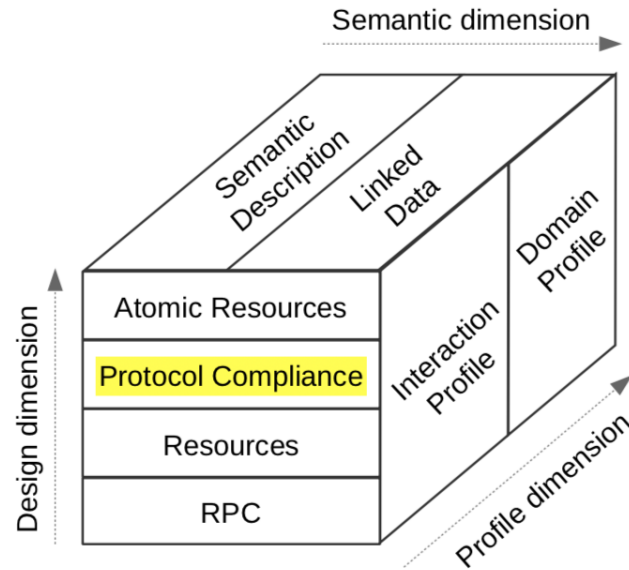 Semantic dimension
Semantic
Description
Linked
Data
Domain
Profile
Interaction
Profile
Design dimension
Atomic Resources
Protocol Compliance
Resources
RPC
Profile dimension